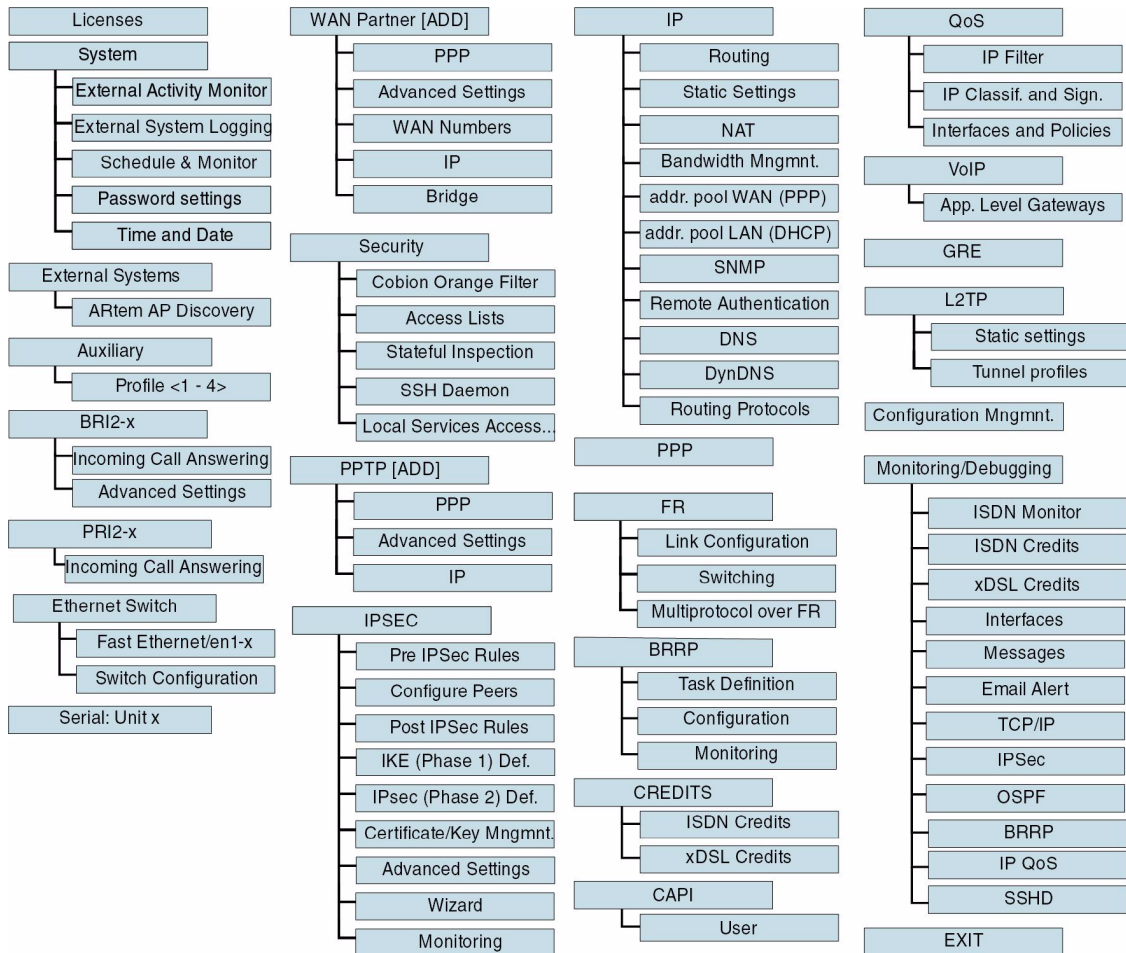 Licenses
System
External Activity Monitor
External System Logging
Schedule & Monitor
Password settings
Time and Date
External Systems
ARtem AP Discovery
Auxiliary
Profile <1 - 4>
BRI2-x
Incoming Call Answering
Advanced Settings
PRI2-x
Incoming Call Answering
Ethernet Switch
Fast Ethernet/en1-x
Switch Configuration
Serial: Unit x
WAN Partner [ADD]
PPP
Advanced Settings
WAN Numbers
IP
Bridge
Security
Cobion Orange Filter
Access Lists
Stateful Inspection
SSH Daemon
Local Services Access...
PPTP [ADD]
PPP
Advanced Settings
IP
IPSEC
Pre IPSec Rules
Configure Peers
Post IPSec Rules
IKE (Phase 1) Def.
IPsec (Phase 2) Def.
Certificate/Key Mngmnt.
Advanced Settings
Wizard
Monitoring
IP
Routing
Static Settings
NAT
Bandwidth Mngmnt.
addr. pool WAN (PPP)
addr. pool LAN (DHCP)
SNMP
Remote Authentication
DNS
DynDNS
Routing Protocols
PPP
FR
Link Configuration
Switching
Multiprotocol over FR
BRRP
Task Definition
Configuration
Monitoring
CREDITS
ISDN Credits
xDSL Credits
CAPI
User
QoS
IP Filter
IP Classif. and Sign.
Interfaces and Policies
VoIP
App. Level Gateways
GRE
L2TP
Static settings
Tunnel profiles
Configuration Mngmnt.
Monitoring/Debugging
ISDN Monitor
ISDN Credits
xDSL Credits
Interfaces
Messages
Email Alert
TCP/IP
IPSec
OSPF
BRRP
IP QoS
SSHD
EXIT